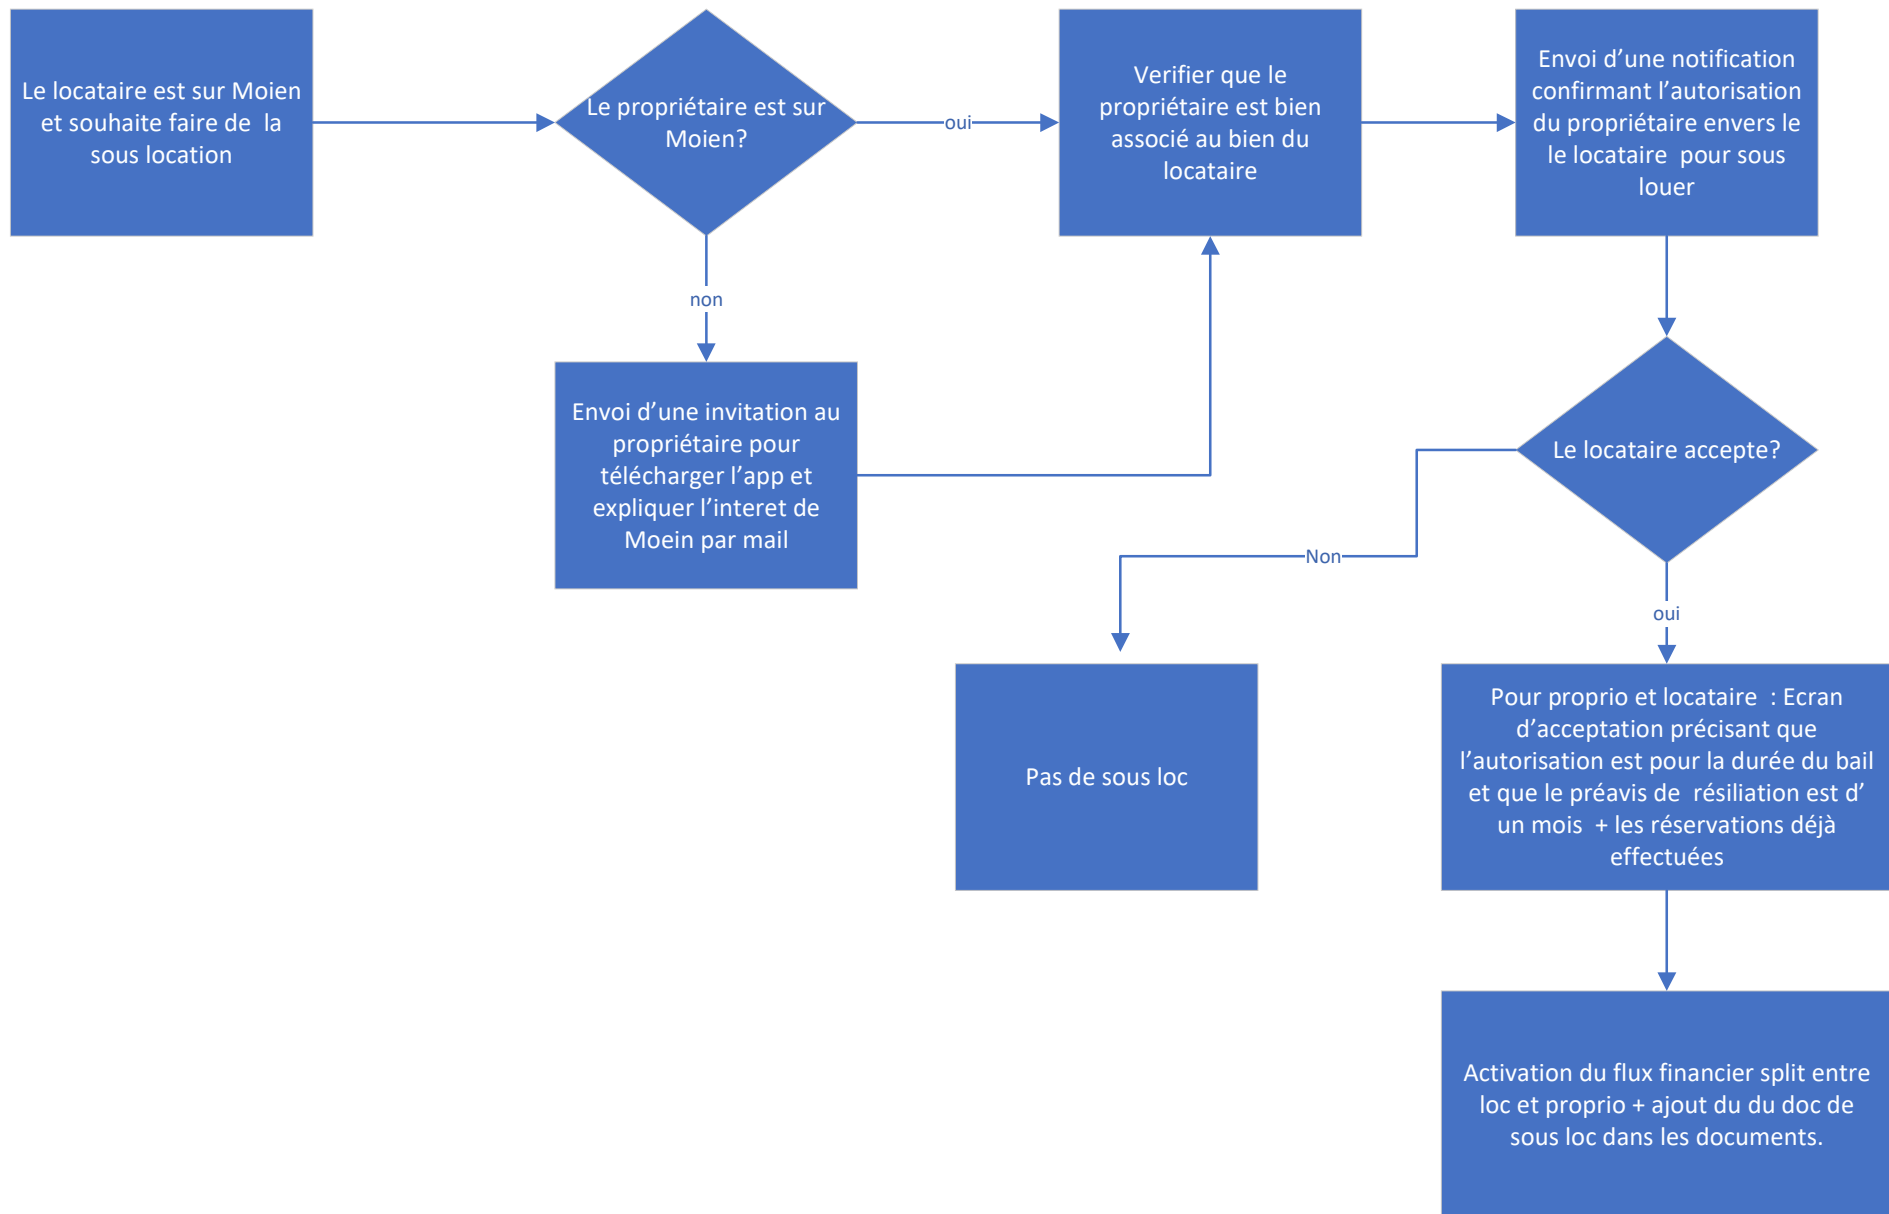 Le locataire est sur Moien
et souhaite faire de la
sous location
Le propriétaire est sur
Moien?
oui
Verifier que le
propriétaire est bien
associé au bien du
locataire
Envoi d’une notification
confirmant l’autorisation
du propriétaire envers le
le locataire pour sous
louer
non
Envoi d’une invitation au
propriétaire pour
télécharger l’app et
expliquer l’interet de
Moein par mail
Le locataire accepte?
Non
oui
Pas de sous loc
Pour proprio et locataire : Ecran
d’acceptation précisant que
l’autorisation est pour la durée du bail
et que le préavis de résiliation est d’
un mois + les réservations déjà
effectuées
Activation du flux financier split entre
loc et proprio + ajout du du doc de
sous loc dans les documents.